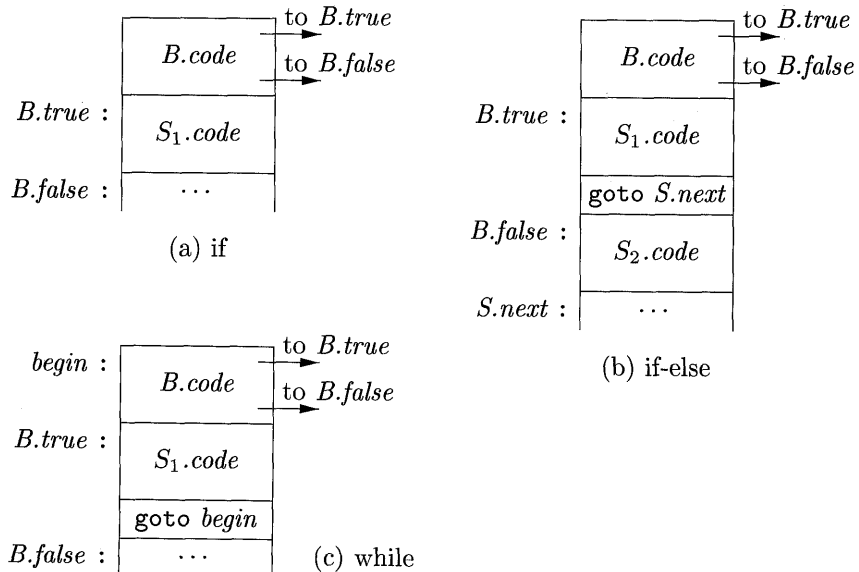 to B.true
B.code
to B.false
B.true :
S₁.code
B.false :
· · ·
(a) if
to B.true
B.code
to B.false
B.true :
S₁.code
goto S.next
B.false :
S₂.code
S.next :
· · ·
(b) if-else
begin :
to B.true
B.code
to B.false
B.true :
S₁.code
goto begin
B.false :
· · ·
(c) while